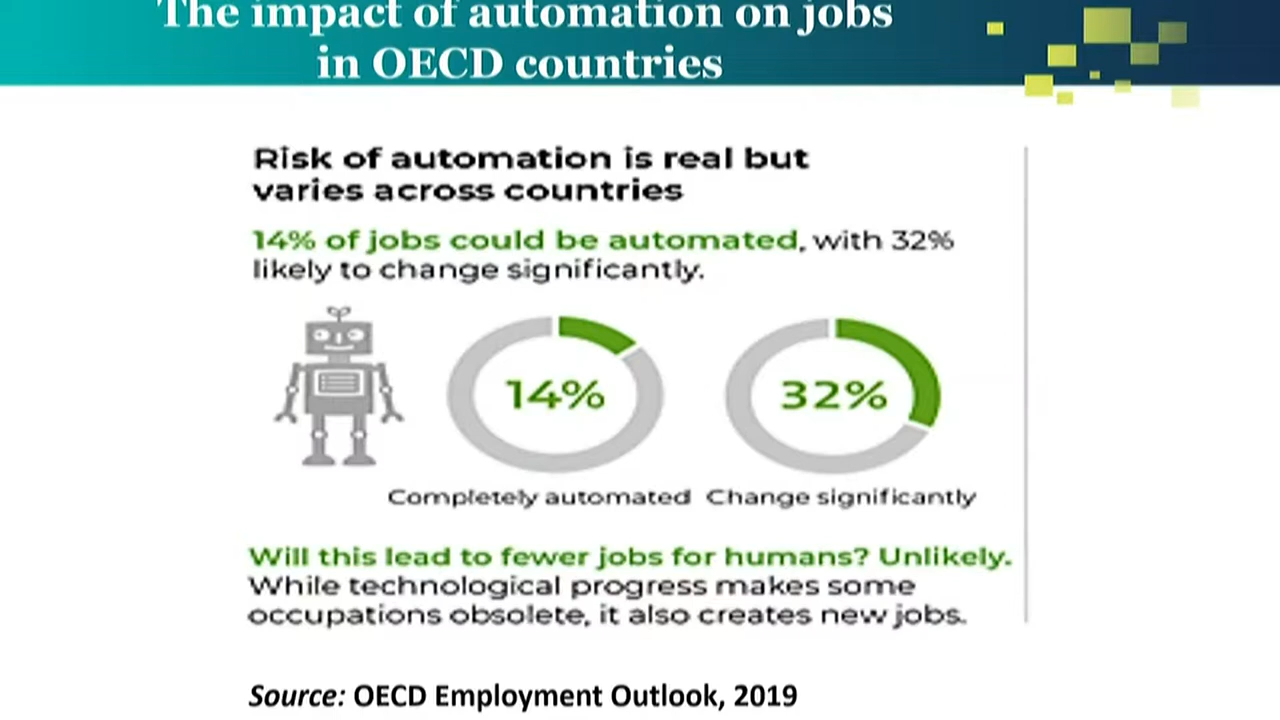 The impact of automation on jobs
in OECD countries
Risk of automation is real but
varies across countries
14% of jobs could be automated, with 32%
likely to change significantly.
14%
32%
Completely automated
Change significantly
Will this lead to fewer jobs for humans? Unlikely.
While technological progress makes some
occupations obsolete, it also creates new jobs.
Source: OECD Employment Outlook, 2019